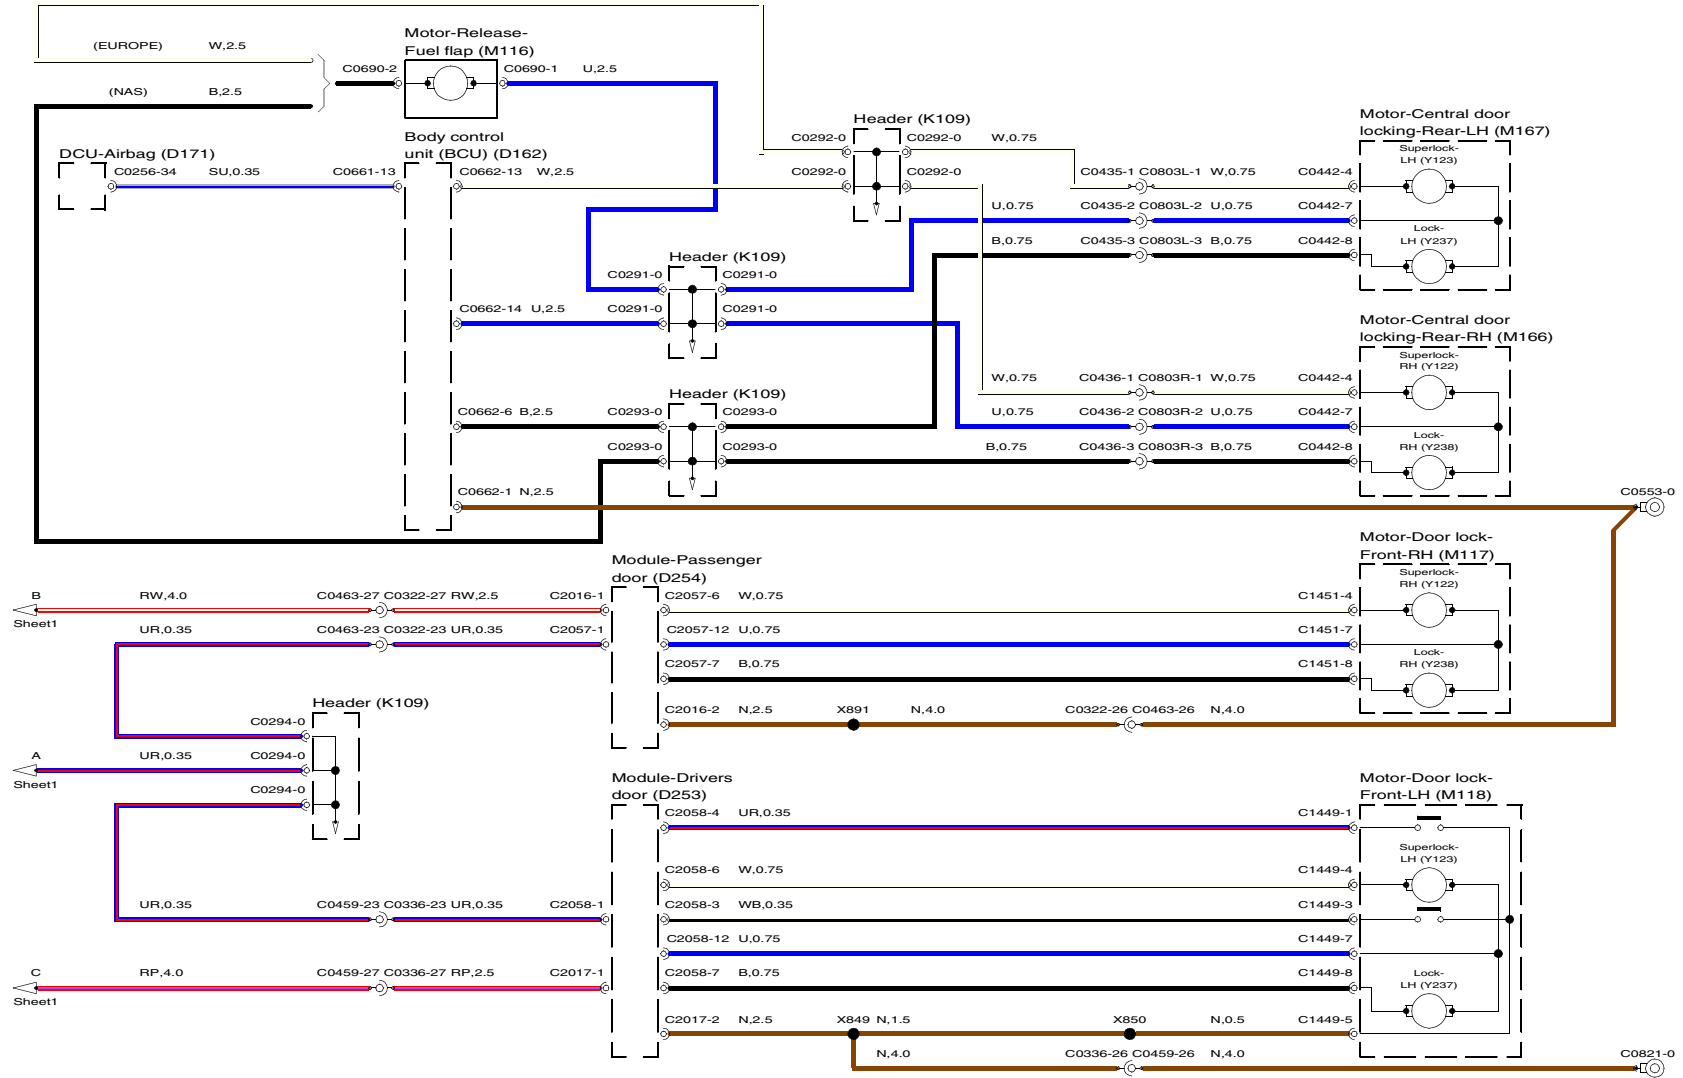 Motor-Release-
Fuel flap (M116)
(EUROPE) W,2.5
C0690-2 C0690-1 U,2.5
(NAS) B,2.5
Header (K109)
Motor-Central door
locking-Rear-LH (M167)
Body control
unit (BCU) (D162)
C0292-0 C0292-0 W,0.75
DCU-Airbag (D171)
Superlock-
LH (Y123)
C0256-34 SU,0.35 C0661-13 C0662-13 W,2.5 C0292-0 C0292-0 C0435-1 C0803L-1 W,0.75 C0442-4
U,0.75 C0435-2 C0803L-2 U,0.75 C0442-7
Lock-
LH (Y237)
B,0.75 C0435-3 C0803L-3 B,0.75 C0442-8
Header (K109)
C0291-0 C0291-0
C0662-14 U,2.5 C0291-0 C0291-0
Motor-Central door
locking-Rear-RH (M166)
Superlock-
RH (Y122)
W,0.75 C0436-1 C0803R-1 W,0.75 C0442-4
Header (K109)
C0662-6 B,2.5 C0293-0 C0293-0 U,0.75 C0436-2 C0803R-2 U,0.75 C0442-7
Lock-
RH (Y238)
C0293-0 C0293-0 B,0.75 C0436-3 C0803R-3 B,0.75 C0442-8
C0662-1 N,2.5 C0553-0
Motor-Door lock-
Front-RH (M117)
Module-Passenger
door (D254)
Superlock-
RH (Y122)
B RW,4.0 C0463-27 C0322-27 RW,2.5 C2016-1 C2057-6 W,0.75 C1451-4
Sheet1
UR,0.35 C0463-23 C0322-23 UR,0.35 C2057-1 C2057-12 U,0.75 C1451-7
Lock-
RH (Y238)
C2057-7 B,0.75 C1451-8
Header (K109)
C2016-2 N,2.5 X891 N,4.0 C0322-26 C0463-26 N,4.0
C0294-0
A UR,0.35 C0294-0
Sheet1
C0294-0
Module-Drivers
door (D253)
Motor-Door lock-
Front-LH (M118)
C2058-4 UR,0.35 C1449-1
Superlock-
LH (Y123)
C2058-6 W,0.75 C1449-4
UR,0.35 C0459-23 C0336-23 UR,0.35 C2058-1 C2058-3 WB,0.35 C1449-3
C2058-12 U,0.75 C1449-7
C RP,4.0 C0459-27 C0336-27 RP,2.5 C2017-1 C2058-7 B,0.75 C1449-8
Sheet1
Lock-
LH (Y237)
C2017-2 N,2.5 X849 N,1.5 X850 N,0.5 C1449-5
N,4.0 C0336-26 C0459-26 N,4.0 C0821-0